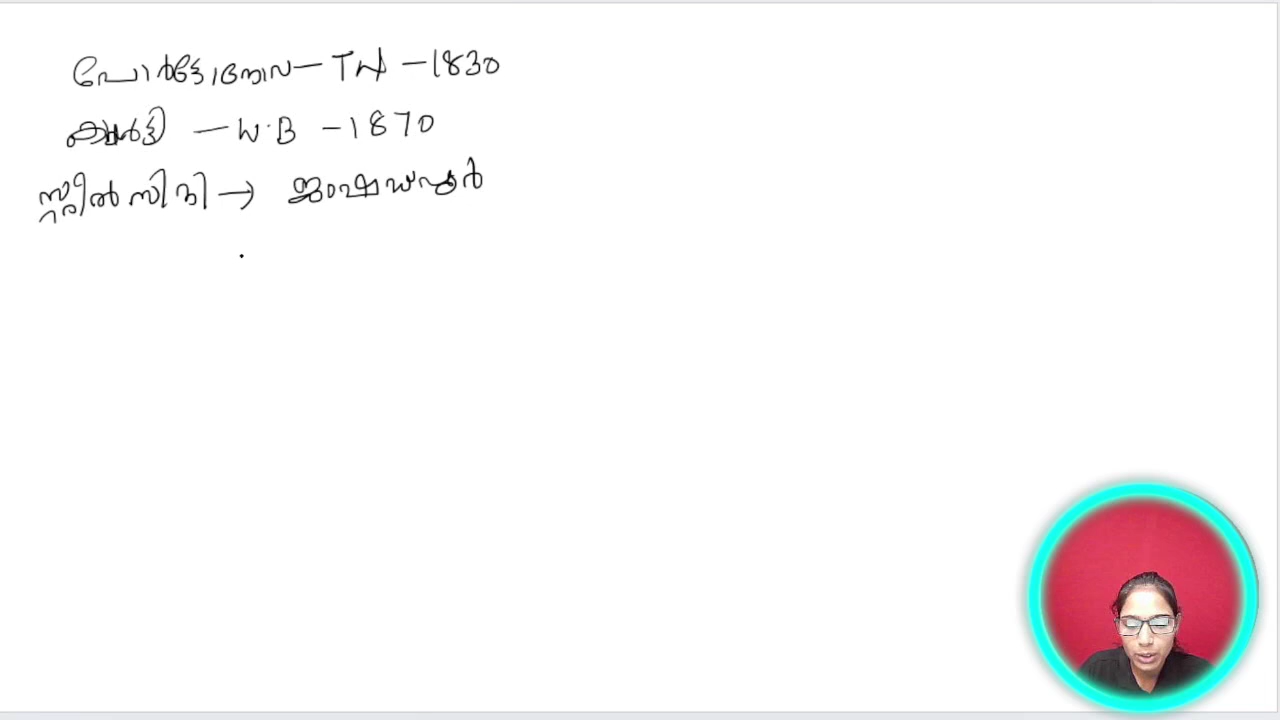 പോർട്ടോനോവ – TN – 1830
കുൾട്ടി – W.B – 1870
സ്റ്റീൽ സിറ്റി → ജംഷഡ്പൂർ